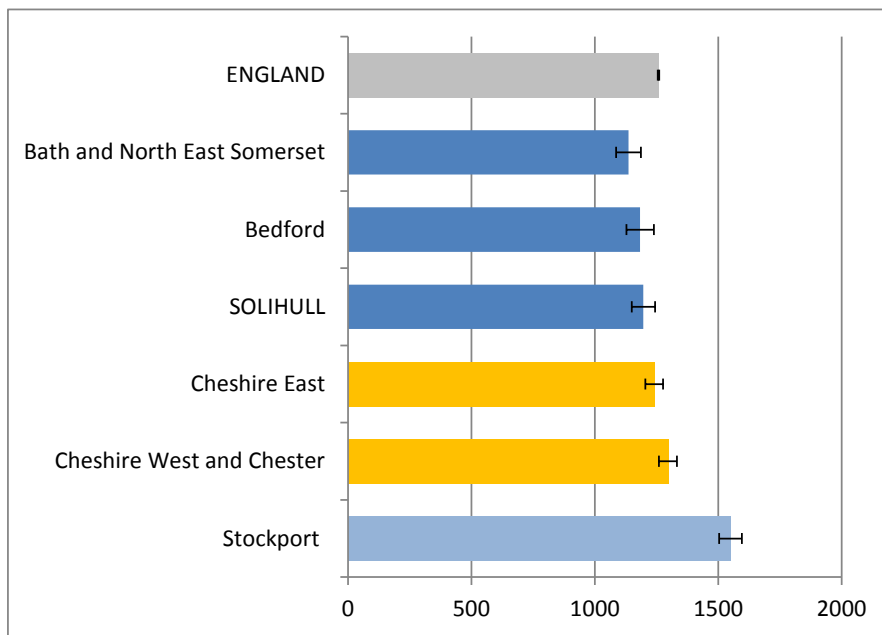 ENGLAND
Bath and North East Somerset
Bedford
SOLIHULL
Cheshire East
Cheshire West and Chester
Stockport
0 500 1000 1500 2000